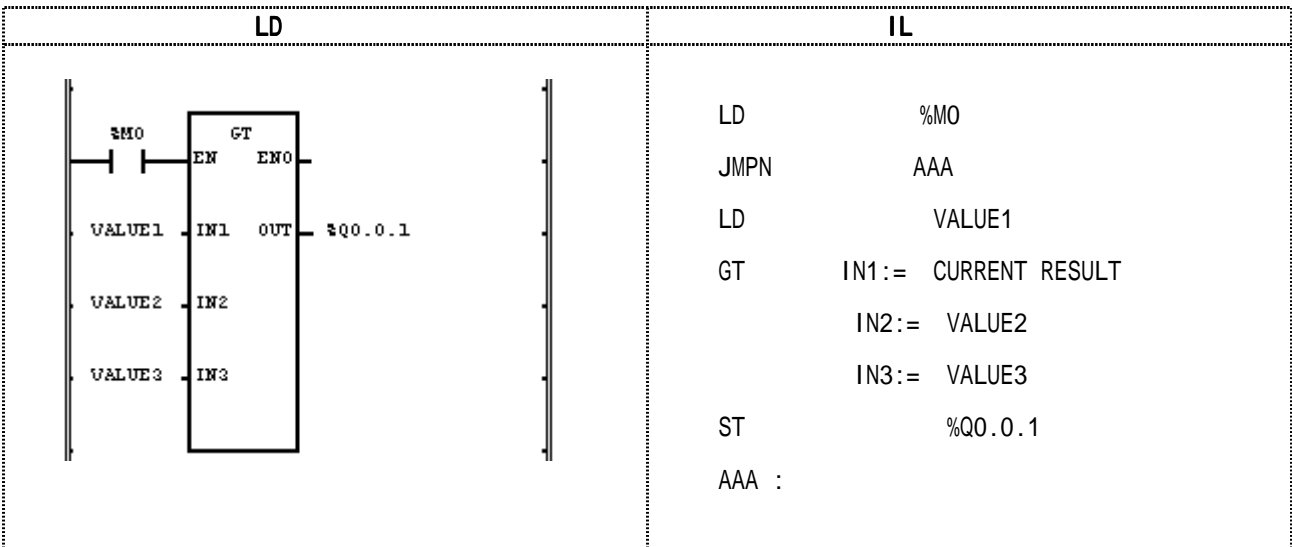 LD
IL
%M0
GT
EN ENO
VALUE1 IN1 OUT %Q0.0.1
VALUE2 IN2
VALUE3 IN3
LD %M0
JMPN AAA
LD VALUE1
GT IN1:= CURRENT RESULT
IN2:= VALUE2
IN3:= VALUE3
ST %Q0.0.1
AAA :